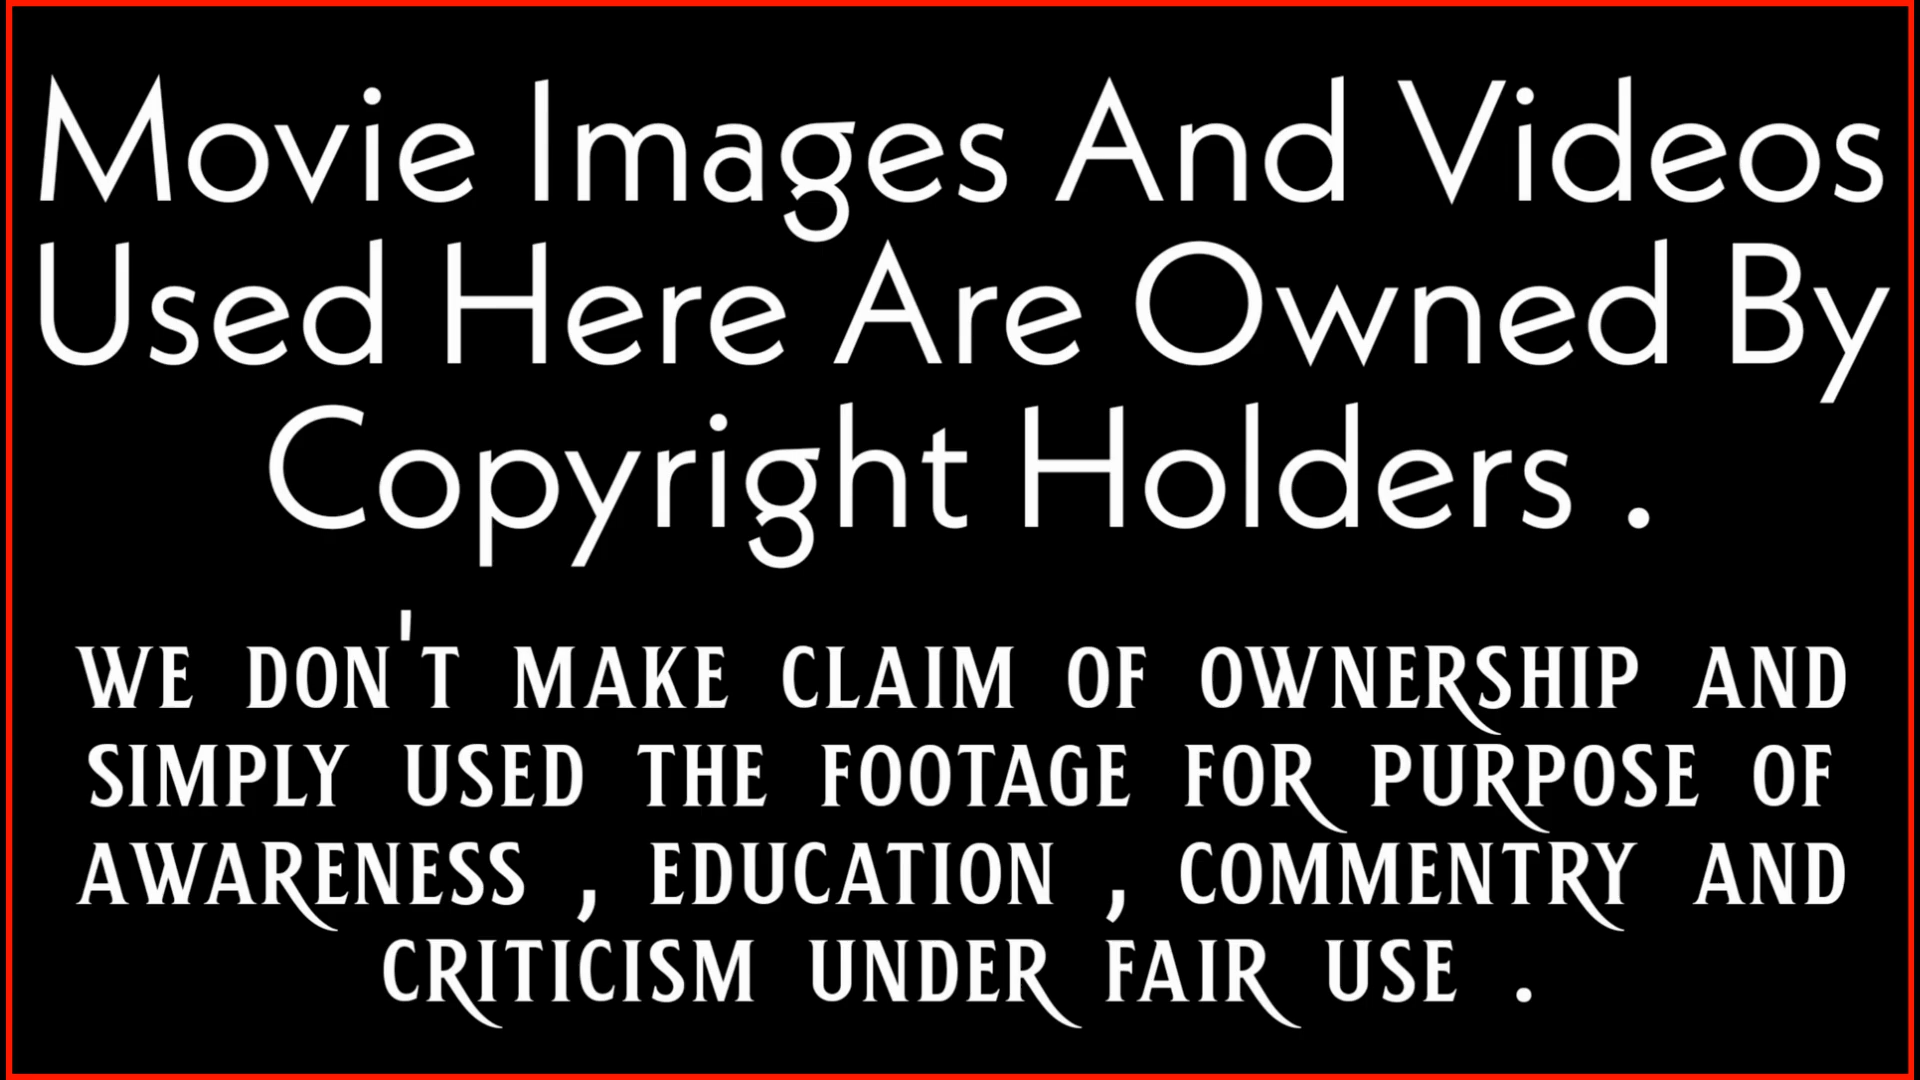 Movie Images And Videos
Used Here Are Owned By
Copyright Holders .
WE DON'T MAKE CLAIM OF OWNERSHIP AND
SIMPLY USED THE FOOTAGE FOR PURPOSE OF
AWARENESS , EDUCATION , COMMENTRY AND
CRITICISM UNDER FAIR USE .